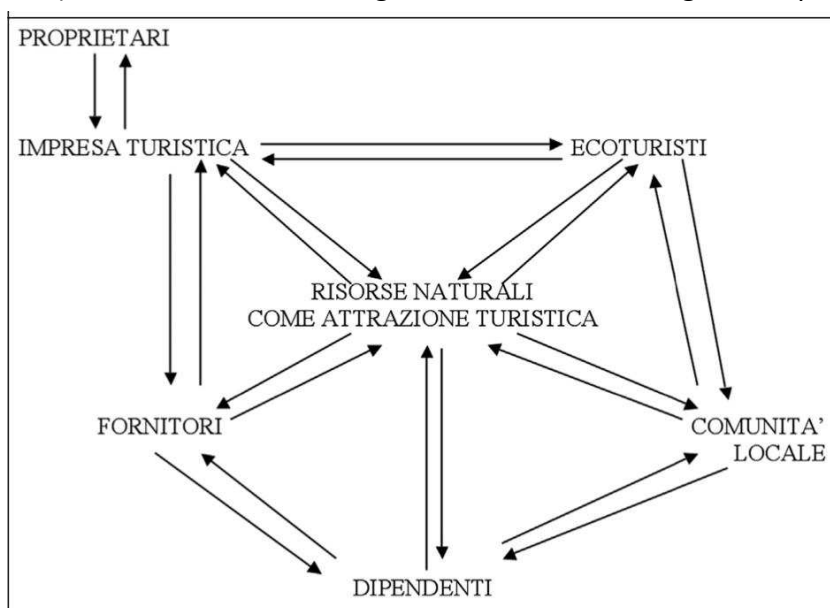 PROPRIETARI
IMPRESA TURISTICA
ECOTURISTI
RISORSE NATURALI
COME ATTRAZIONE TURISTICA
FORNITORI
COMUNITA'
LOCALE
DIPENDENTI